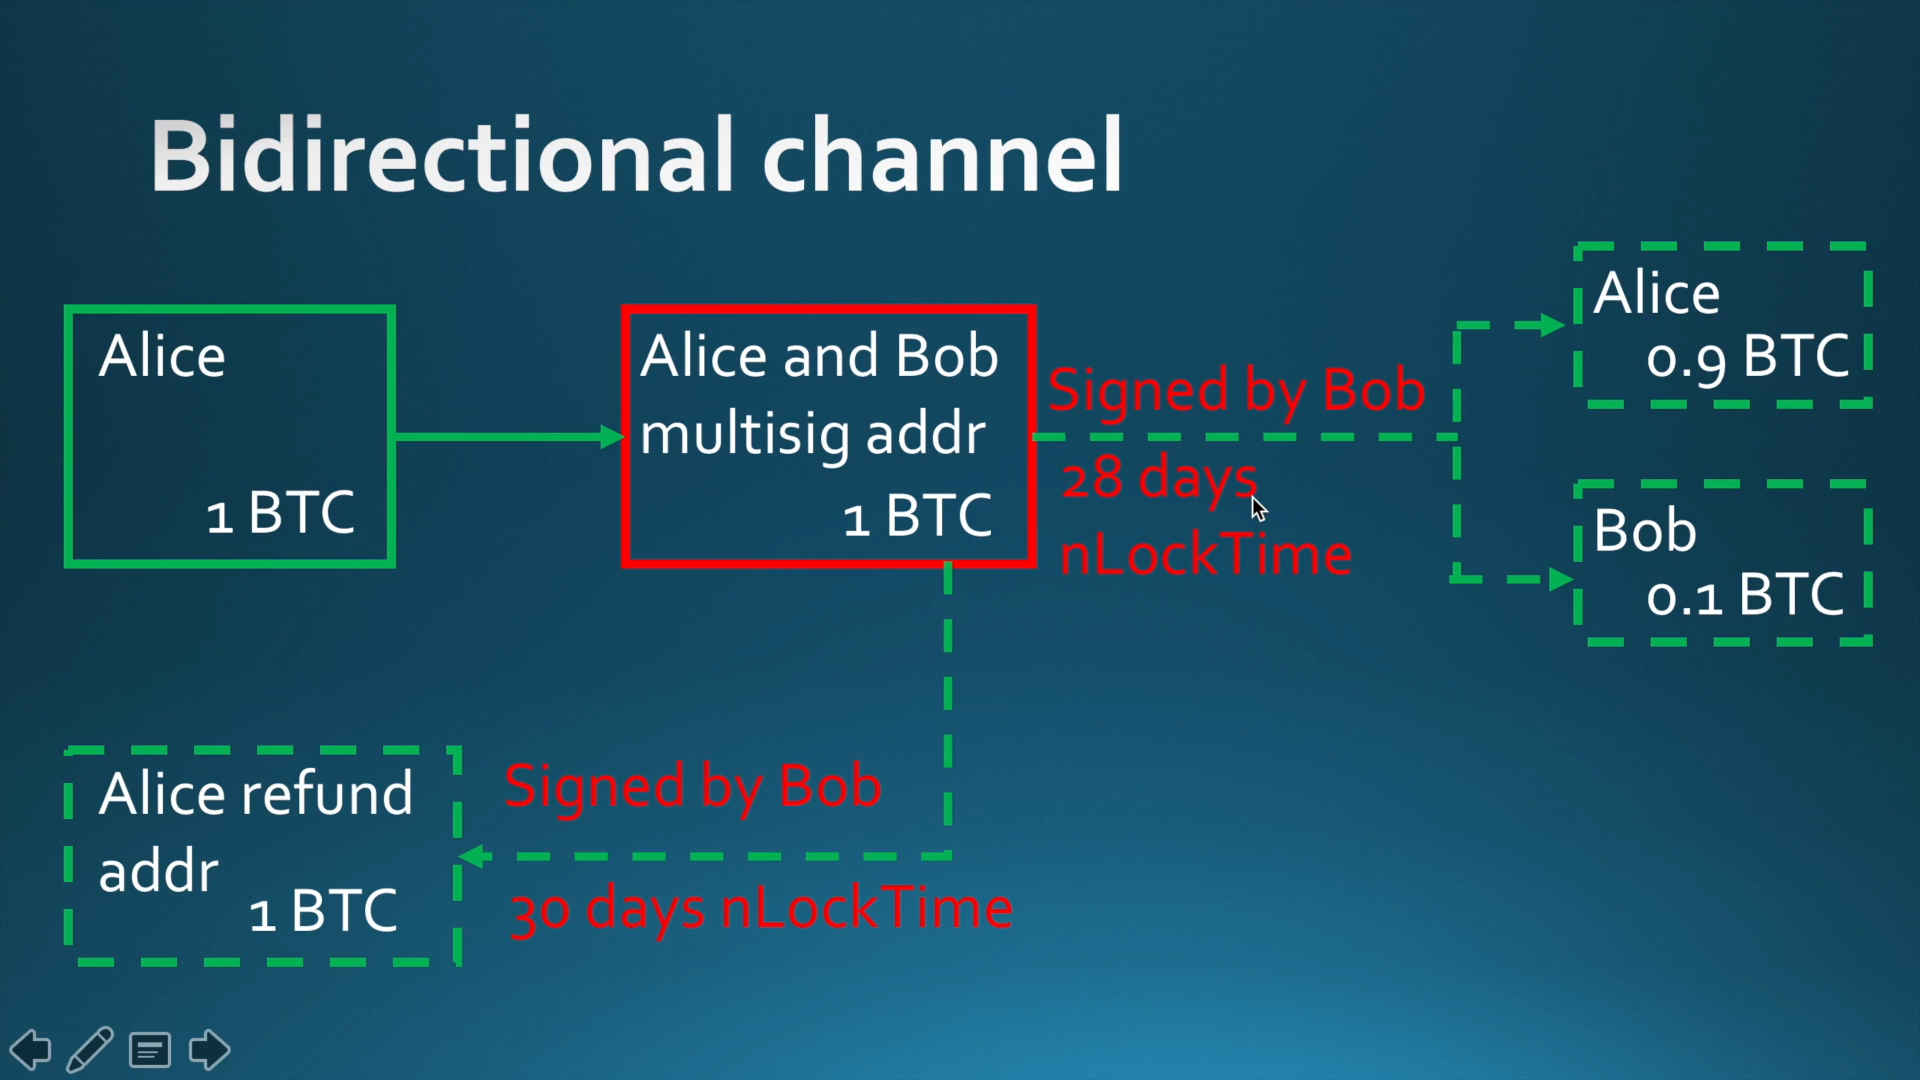 Bidirectional channel
Alice
1 BTC
Alice and Bob
multisig addr
1 BTC
Signed by Bob
28 days
nLockTime
Alice
0.9 BTC
Bob
0.1 BTC
Alice refund
addr
1 BTC
Signed by Bob
30 days nLockTime